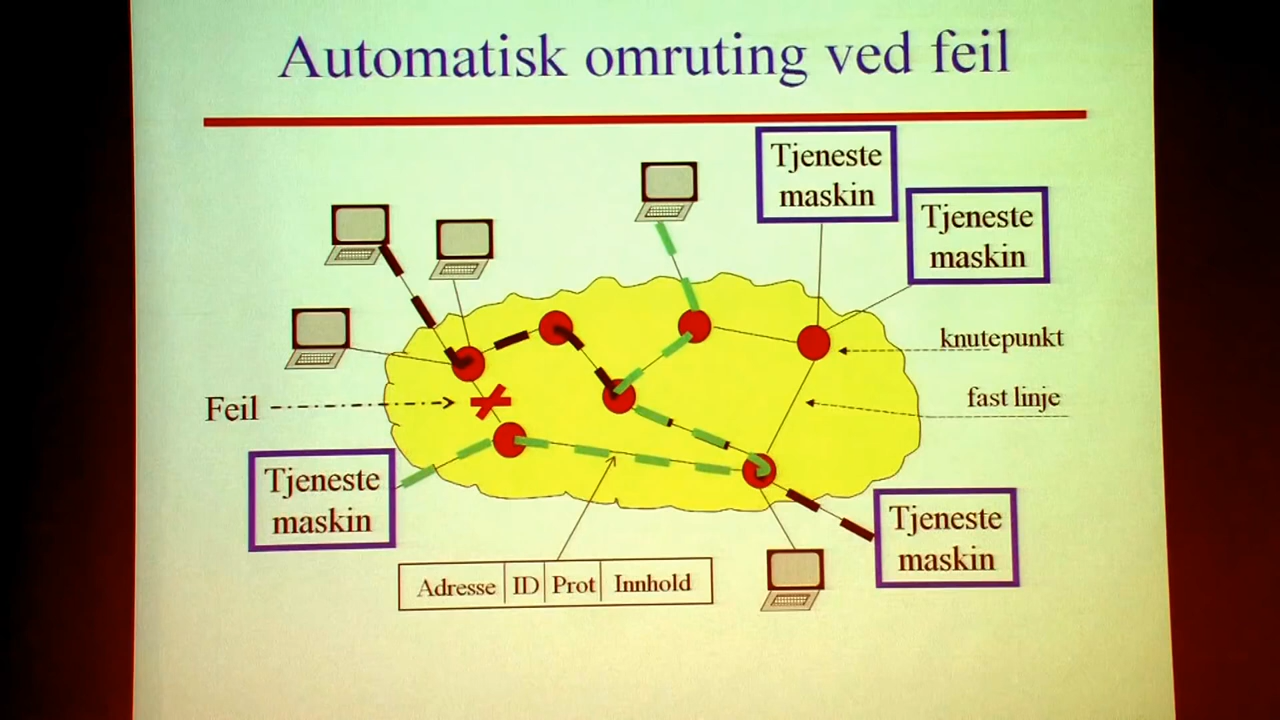 Automatisk omruting ved feil
Tjeneste
maskin
Tjeneste
maskin
knutepunkt
fast linje
Feil
Tjeneste
maskin
Tjeneste
maskin
Adresse ID Prot Innhold